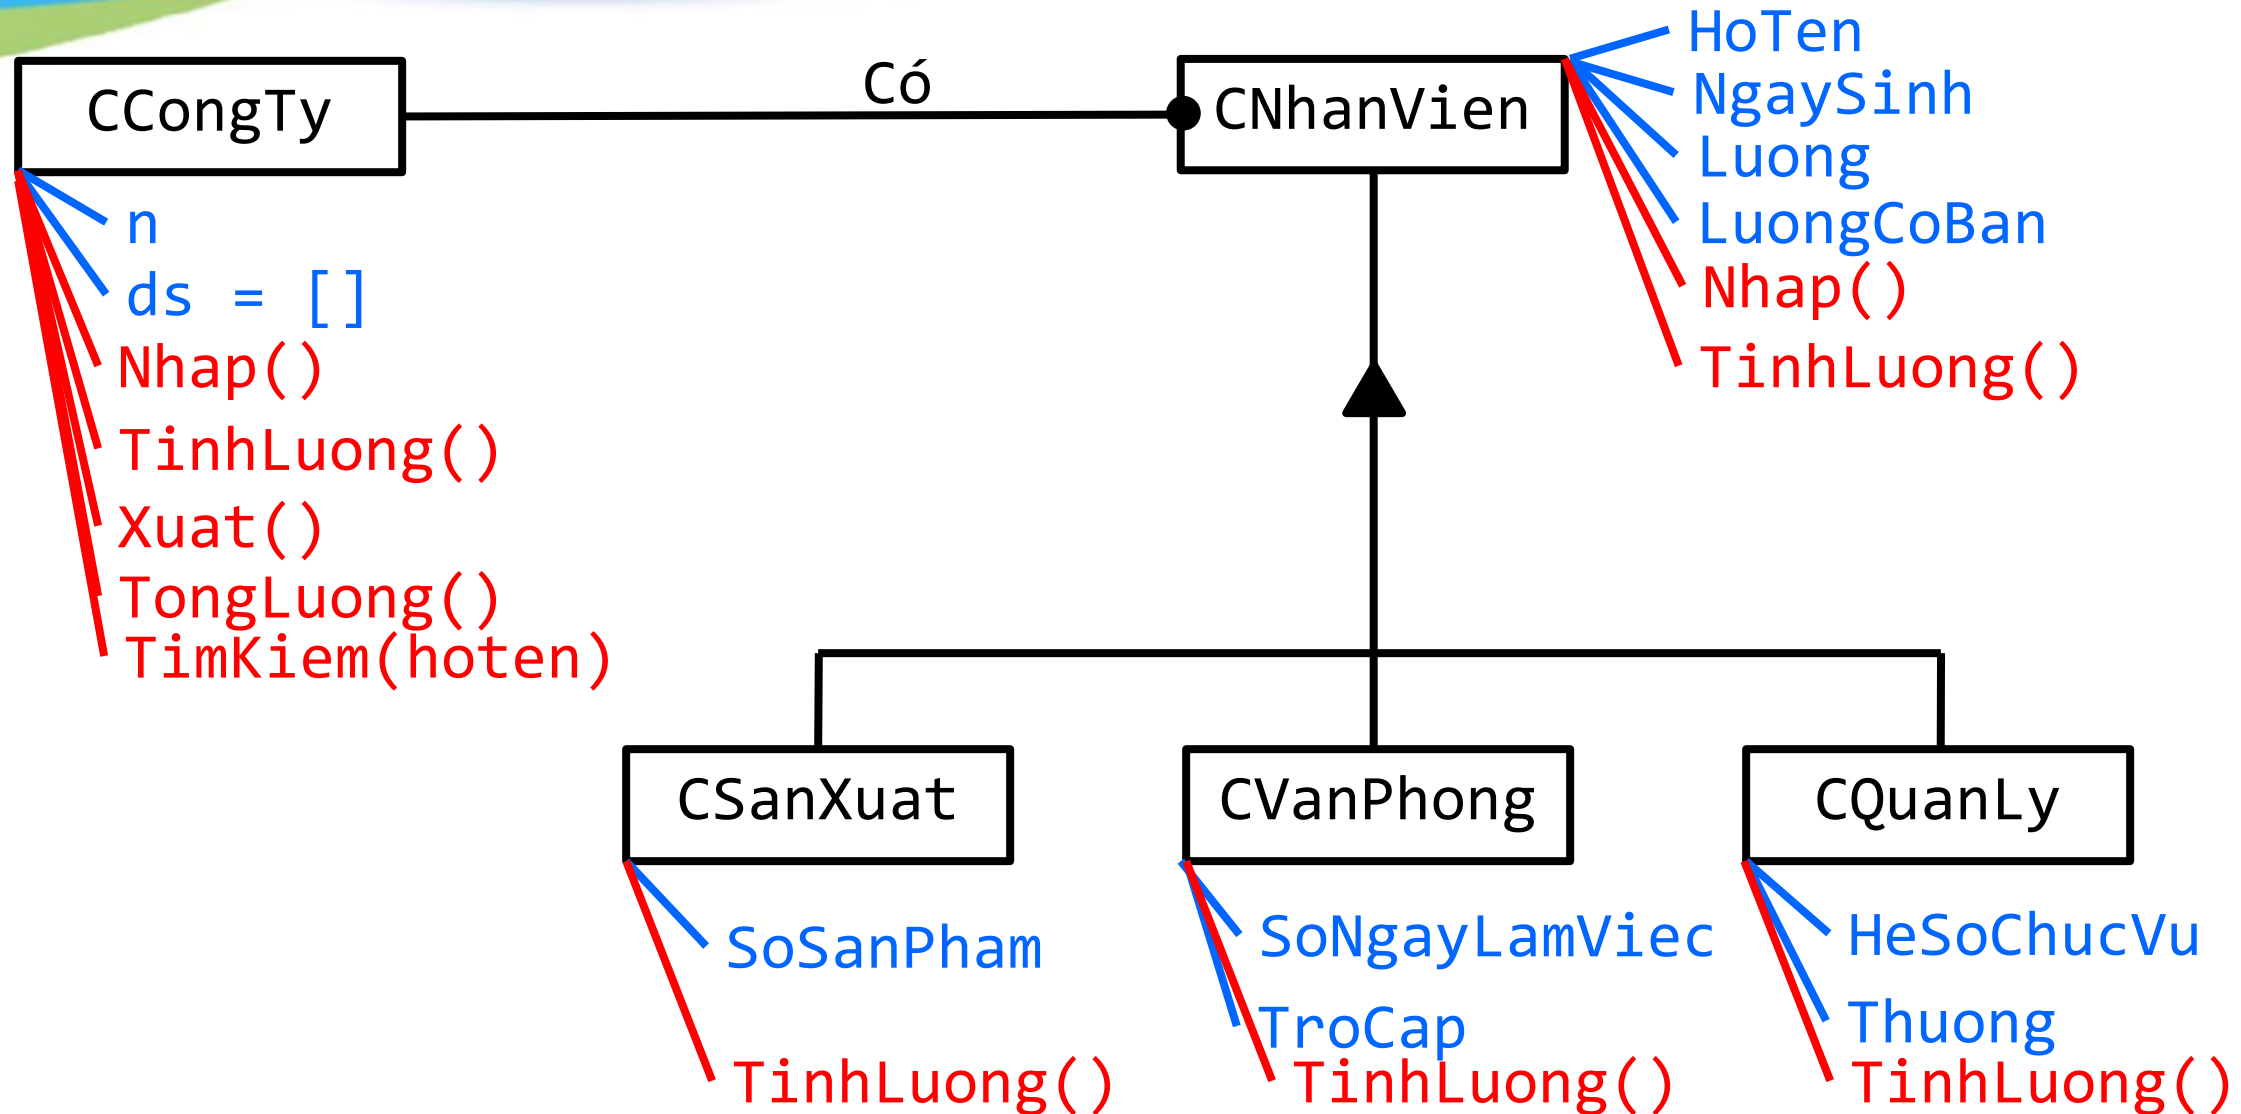 CCongTy
n
ds = []
Nhap()
TinhLuong()
Xuat()
TongLuong()
TimKiem(hoten)
Có
CNhanVien
HoTen
NgaySinh
Luong
LuongCoBan
Nhap()
TinhLuong()
CSanXuat
SoSanPham
TinhLuong()
CVanPhong
SoNgayLamViec
TroCap
TinhLuong()
CQuanLy
HeSoChucVu
Thuong
TinhLuong()